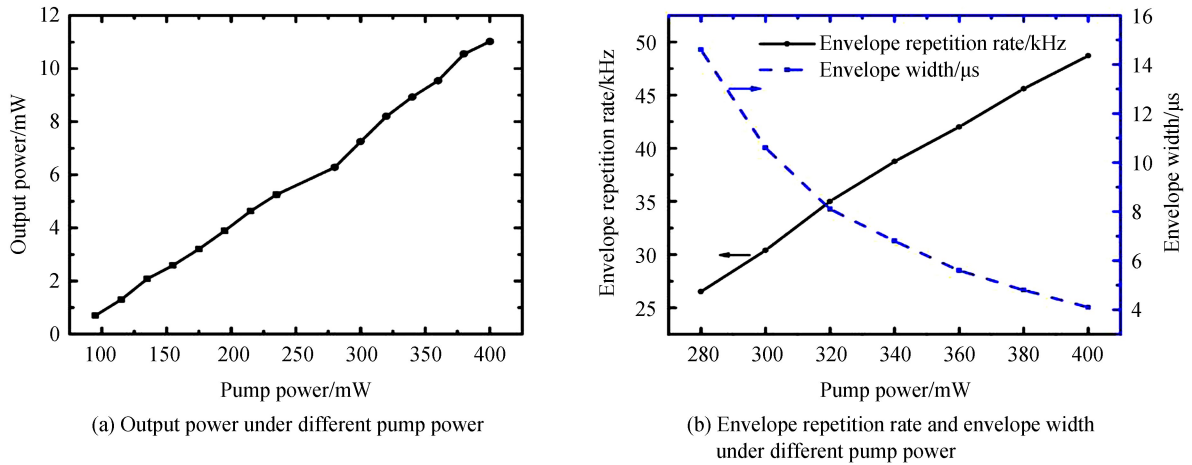 12
10
8
6
4
2
0
Output power/mW
100 150 200 250 300 350 400
Pump power/mW
(a) Output power under different pump power
50
45
40
35
30
25
Envelope repetition rate/kHz
Envelope repetition rate/kHz
Envelope width/μs
16
14
12
10
8
6
4
Envelope width/μs
280 300 320 340 360 380 400
Pump power/mW
(b) Envelope repetition rate and envelope width
under different pump power